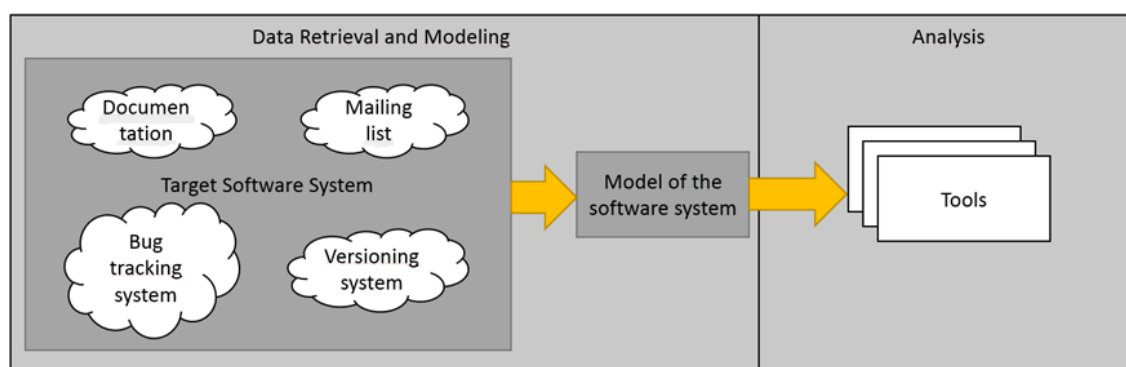 Data Retrieval and Modeling
Analysis
Documen
tation
Mailing
list
Target Software System
Bug
tracking
system
Versioning
system
Model of the
software system
Tools